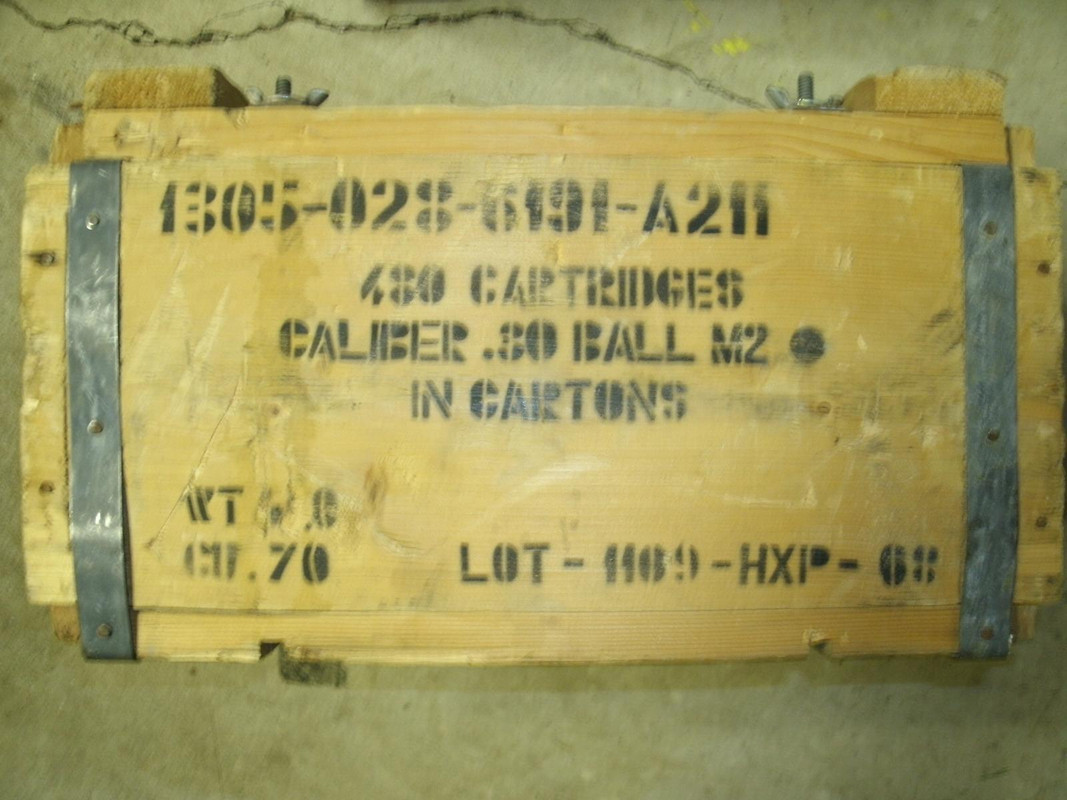 1305-028-6191-A211
480 CARTRIDGES
CALIBER .30 BALL M2 ●
IN CARTONS
WT
CU .70
LOT - 1109 - HXP - 68